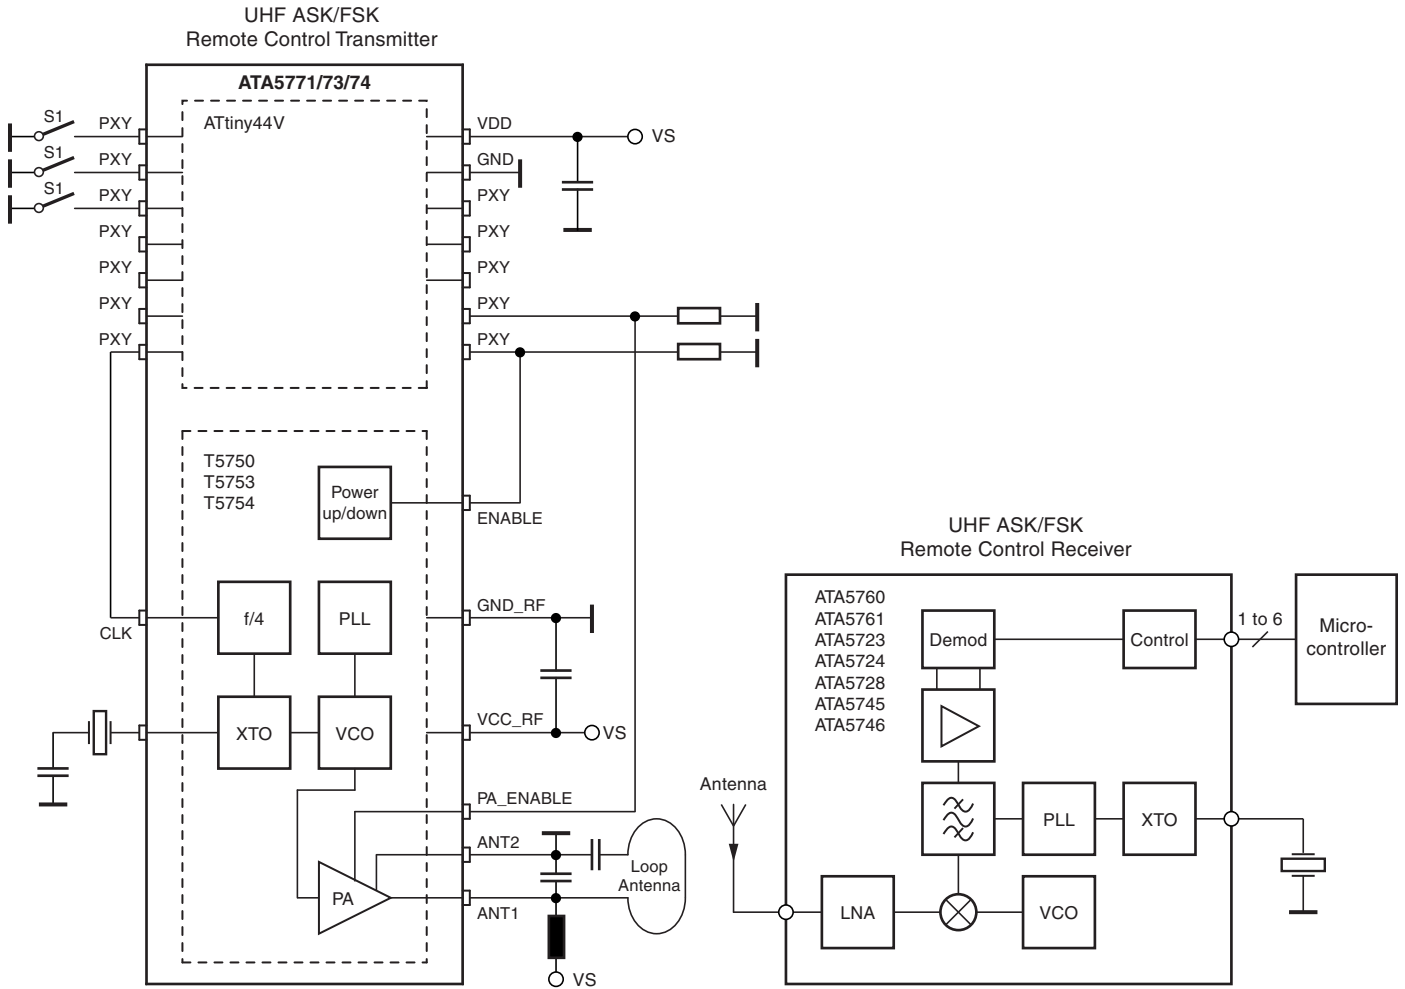 UHF ASK/FSK
Remote Control Transmitter
ATA5771/73/74
ATtiny44V
S1
PXY
S1
PXY
S1
PXY
PXY
PXY
PXY
PXY
VDD
VS
GND
PXY
PXY
PXY
PXY
PXY
T5750
T5753
T5754
Power
up/down
ENABLE
f/4
PLL
GND_RF
CLK
XTO
VCO
VCC_RF
VS
PA_ENABLE
ANT2
Loop
Antenna
PA
ANT1
VS
UHF ASK/FSK
Remote Control Receiver
ATA5760
ATA5761
ATA5723
ATA5724
ATA5728
ATA5745
ATA5746
Demod
Control
1 to 6
Micro-
controller
Antenna
PLL
XTO
LNA
VCO